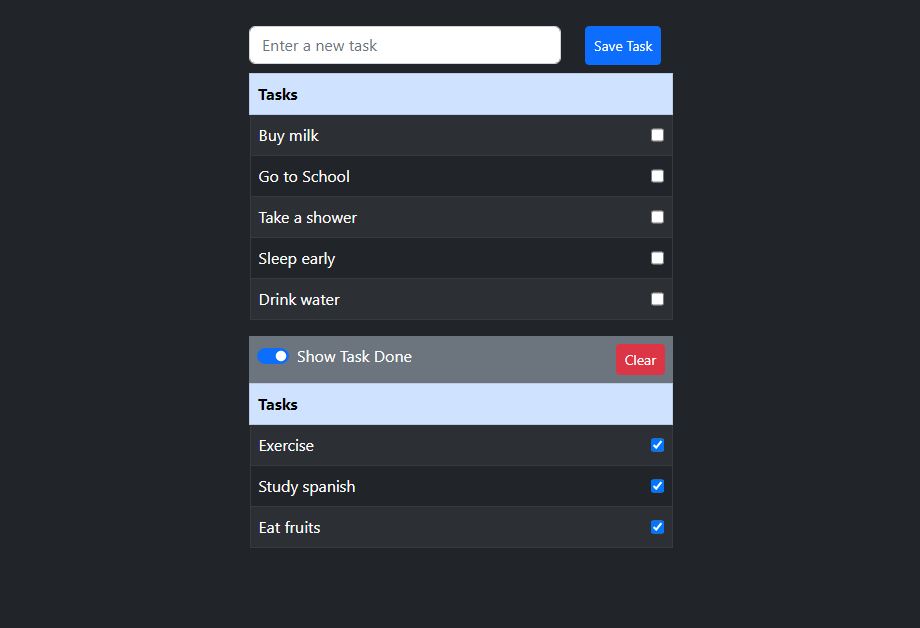 Enter a new task
Save Task
Tasks
Buy milk
Go to School
Take a shower
Sleep early
Drink water
Show Task Done
Clear
Tasks
Exercise
Study spanish
Eat fruits